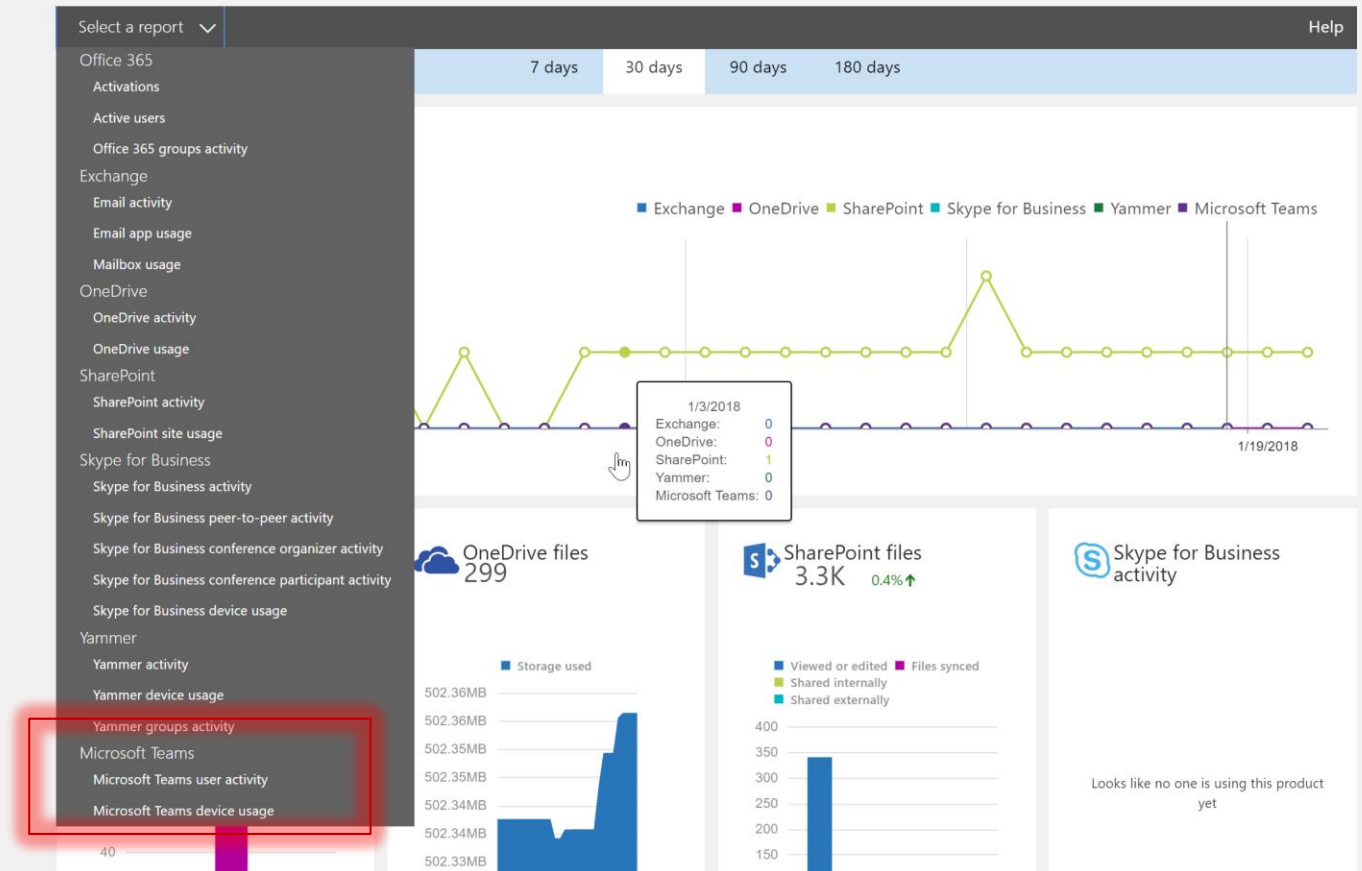 Select a report
Help
Office 365
Activations
Active users
Office 365 groups activity
Exchange
Email activity
Email app usage
Mailbox usage
OneDrive
OneDrive activity
OneDrive usage
SharePoint
SharePoint activity
SharePoint site usage
Skype for Business
Skype for Business activity
Skype for Business peer-to-peer activity
Skype for Business conference organizer activity
Skype for Business conference participant activity
Skype for Business device usage
Yammer
Yammer activity
Yammer device usage
Yammer groups activity
Microsoft Teams
Microsoft Teams user activity
Microsoft Teams device usage
40
7 days 30 days 90 days 180 days
Exchange OneDrive SharePoint Skype for Business Yammer Microsoft Teams
1/3/2018
Exchange: 0
OneDrive: 0
SharePoint: 1
Yammer: 0
Microsoft Teams: 0
1/19/2018
OneDrive files
299
Storage used
502.36MB
502.36MB
502.35MB
502.35MB
502.34MB
502.34MB
502.33MB
S
SharePoint files
3.3K 0.4%
Viewed or edited Files synced
Shared internally
Shared externally
400
350
300
250
200
150
S
Skype for Business
activity
Looks like no one is using this product
yet